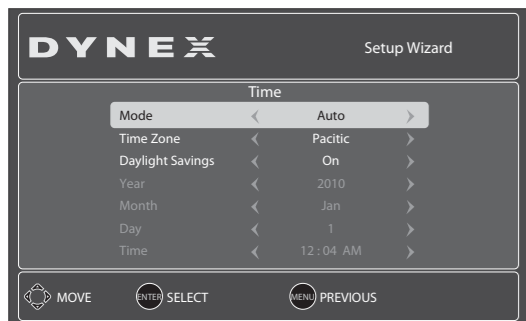 DYNEX
Setup Wizard
Time
Mode Auto
Time Zone Pacitic
Daylight Savings On
Year 2010
Month Jan
Day 1
Time 12 : 04 AM
MOVE ENTER SELECT MENU PREVIOUS